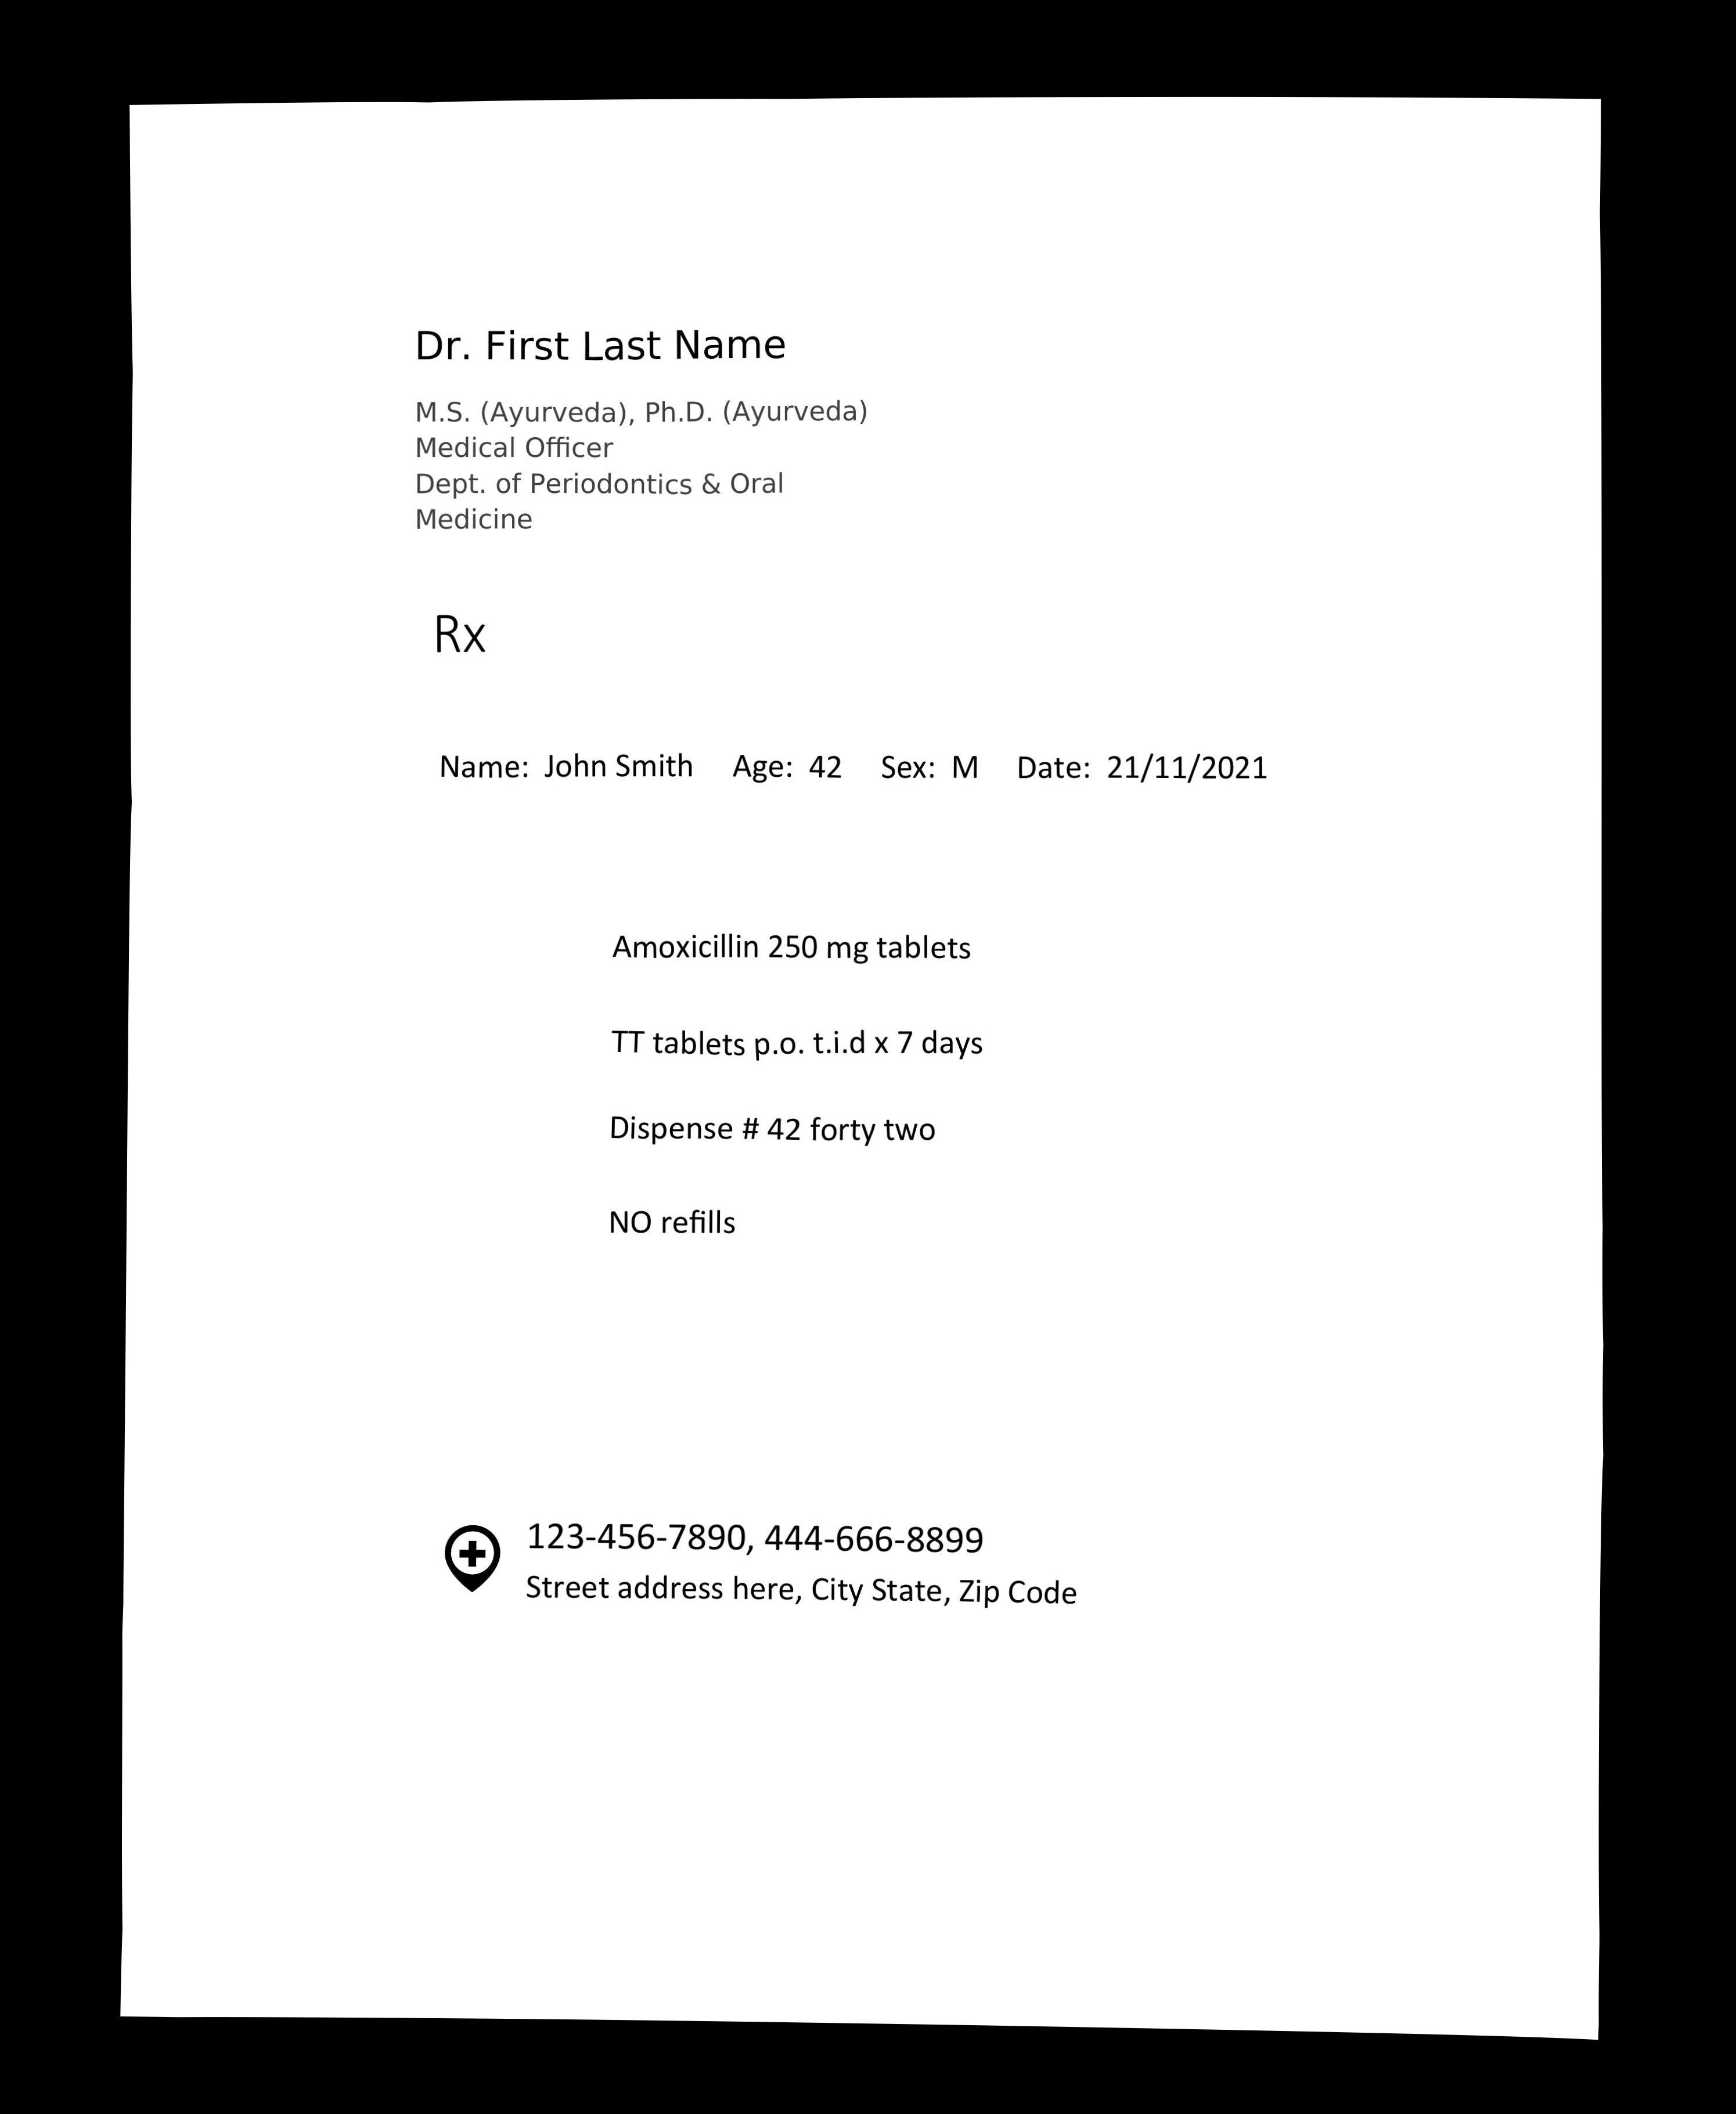 Dr. First Last Name
M.S. (Ayurveda), Ph.D. (Ayurveda)
Medical Officer
Dept. of Periodontics & Oral
Medicine
Rx
Name: John Smith Age: 42 Sex: M Date: 21/11/2021
Amoxicillin 250 mg tablets
TT tablets p.o. t.i.d x 7 days
Dispense # 42 forty two
NO refills
123-456-7890, 444-666-8899
Street address here, City State, Zip Code